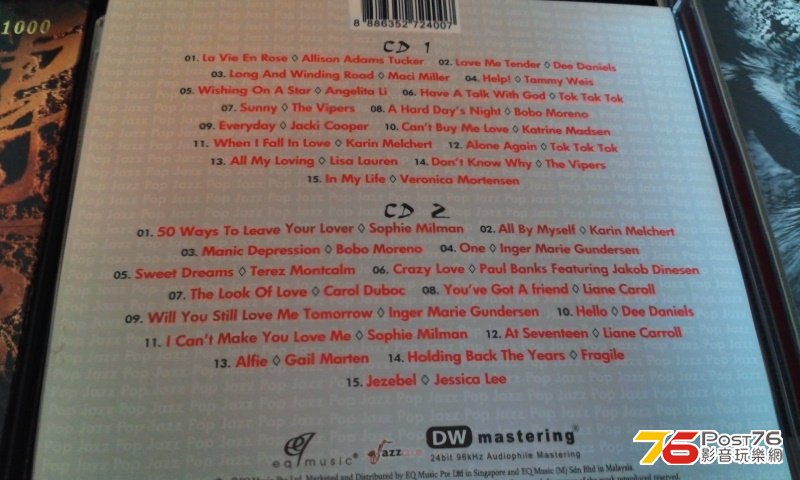 1000
8 886352 724007
CD 1
01. La Vie En Rose ◊ Allison Adams Tucker 02. Love Me Tender ◊ Dee Daniels
03. Long And Winding Road ◊ Maci Miller 04. Help! ◊ Tammy Weis
05. Wishing On A Star ◊ Angelita Li 06. Have A Talk With God ◊ Tok Tok Tok
07. Sunny ◊ The Vipers 08. A Hard Day's Night ◊ Bobo Moreno
09. Everyday ◊ Jacki Cooper 10. Can't Buy Me Love ◊ Katrine Madsen
11. When I Fall In Love ◊ Karin Melchert 12. Alone Again ◊ Tok Tok Tok
13. All My Loving ◊ Lisa Lauren 14. Don't Know Why ◊ The Vipers
15. In My Life ◊ Veronica Mortensen
CD 2
01. 50 Ways To Leave Your Lover ◊ Sophie Milman 02. All By Myself ◊ Karin Melchert
03. Manic Depression ◊ Bobo Moreno 04. One ◊ Inger Marie Gundersen
05. Sweet Dreams ◊ Terez Montcalm 06. Crazy Love ◊ Paul Banks Featuring Jakob Dinesen
07. The Look Of Love ◊ Carol Duboc 08. You've Got A friend ◊ Liane Caroll
09. Will You Still Love Me Tomorrow ◊ Inger Marie Gundersen 10. Hello ◊ Dee Daniels
11. I Can't Make You Love Me ◊ Sophie Milman 12. At Seventeen ◊ Liane Carroll
13. Alfie ◊ Gail Marten 14. Holding Back The Years ◊ Fragile
15. Jezebel ◊ Jessica Lee
eq music® DW mastering®
24bit 96kHz Audiophile Mastering
Marketed and Distributed by EQ Music Pte Ltd in Singapore and EQ Music (M) Sdn Bhd in Malaysia.
76 Post76
影音玩樂網